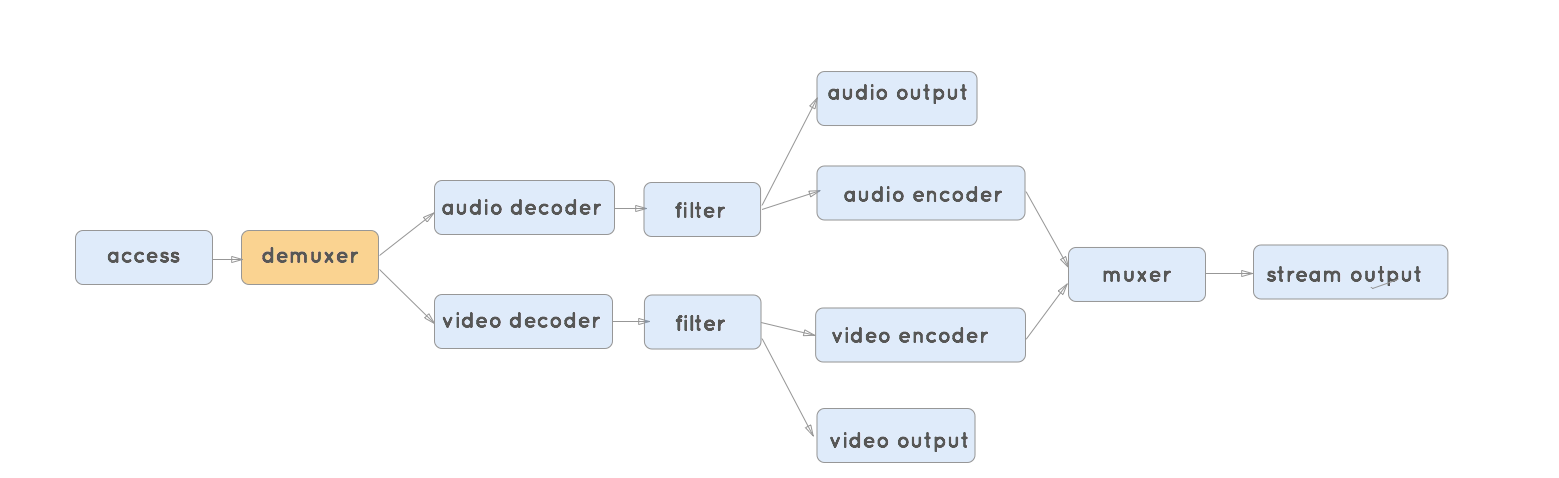 audio output
audio encoder
audio decoder
filter
access
demuxer
muxer
stream output
video decoder
filter
video encoder
video output